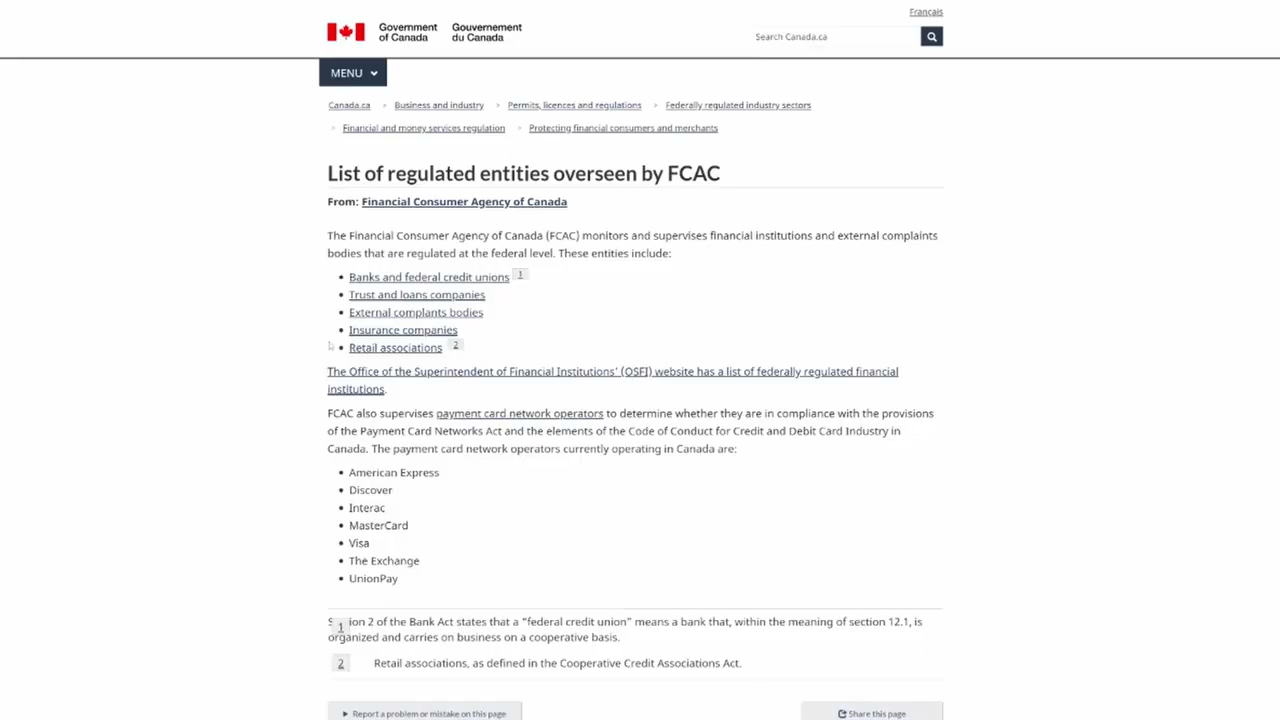 Français
Government
of Canada
Gouvernement
du Canada
Search Canada.ca
MENU
Canada.ca > Business and industry > Permits, licences and regulations > Federally regulated industry sectors
> Financial and money services regulation > Protecting financial consumers and merchants
List of regulated entities overseen by FCAC
From: Financial Consumer Agency of Canada
The Financial Consumer Agency of Canada (FCAC) monitors and supervises financial institutions and external complaints
bodies that are regulated at the federal level. These entities include:
• Banks and federal credit unions 1
• Trust and loans companies
• External complants bodies
• Insurance companies
• Retail associations 2
The Office of the Superintendent of Financial Institutions' (OSFI) website has a list of federally regulated financial
institutions.
FCAC also supervises payment card network operators to determine whether they are in compliance with the provisions
of the Payment Card Networks Act and the elements of the Code of Conduct for Credit and Debit Card Industry in
Canada. The payment card network operators currently operating in Canada are:
• American Express
• Discover
• Interac
• MasterCard
• Visa
• The Exchange
• UnionPay
1 ion 2 of the Bank Act states that a “federal credit union” means a bank that, within the meaning of section 12.1, is
organized and carries on business on a cooperative basis.
2 Retail associations, as defined in the Cooperative Credit Associations Act.
Report a problem or mistake on this page
Share this page